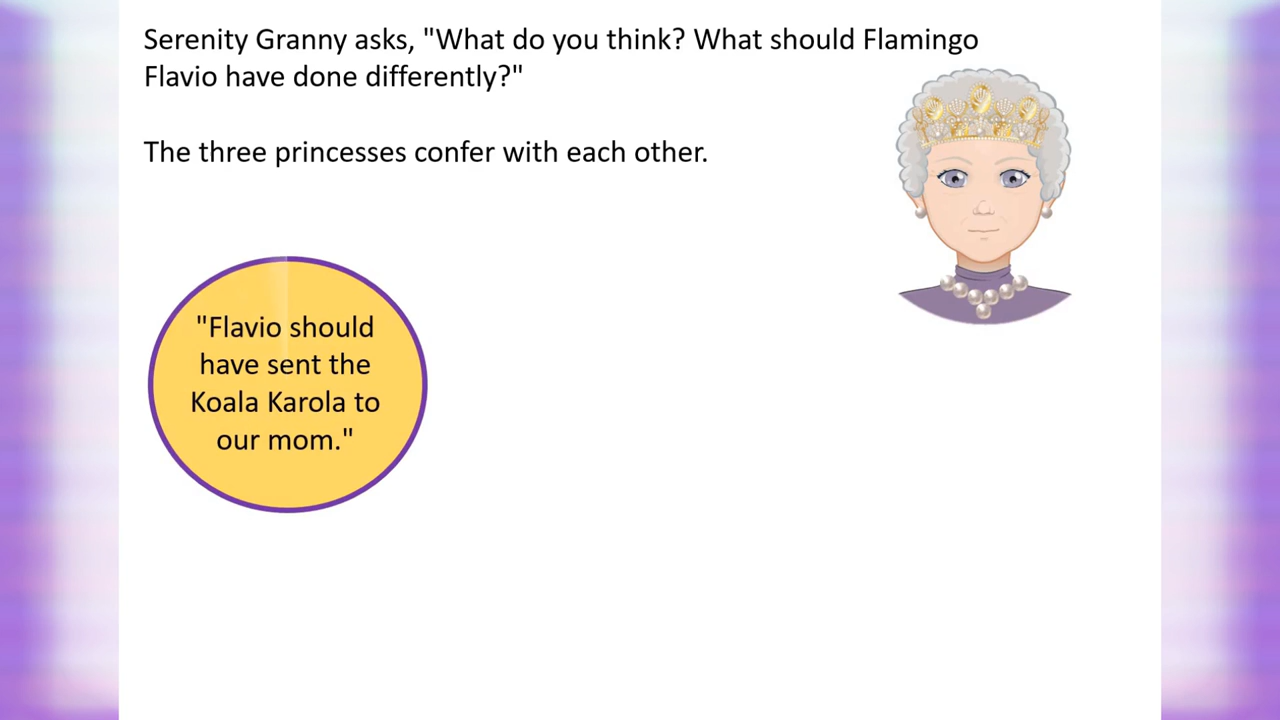 Serenity Granny asks, "What do you think? What should Flamingo
Flavio have done differently?"
The three princesses confer with each other.
"Flavio should
have sent the
Koala Karola to
our mom."